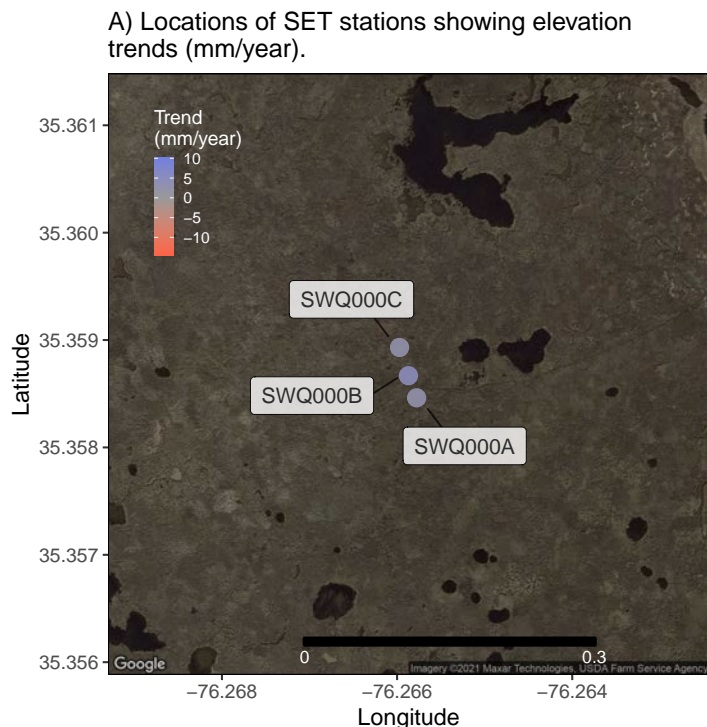 A) Locations of SET stations showing elevation
trends (mm/year).
Trend
(mm/year)
10
5
0
−5
−10
35.361
35.360
35.359
35.358
35.357
35.356
Latitude
SWQ000C
SWQ000B
SWQ000A
0
0.3
Google
Imagery ©2021 Maxar Technologies, USDA Farm Service Agency
−76.268
−76.266
−76.264
Longitude